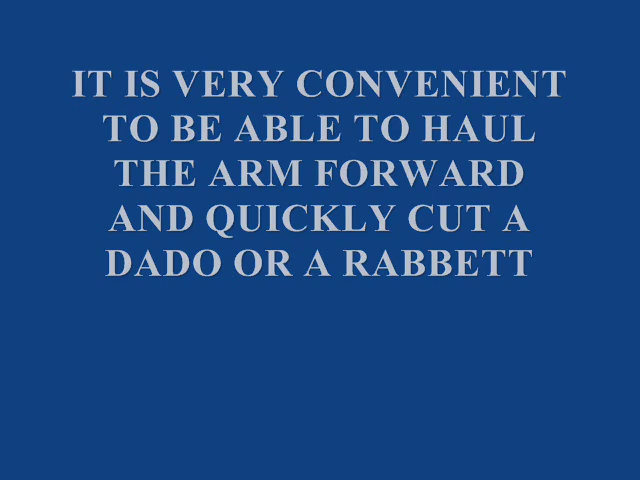 IT IS VERY CONVENIENT
TO BE ABLE TO HAUL
THE ARM FORWARD
AND QUICKLY CUT A
DADO OR A RABBETT